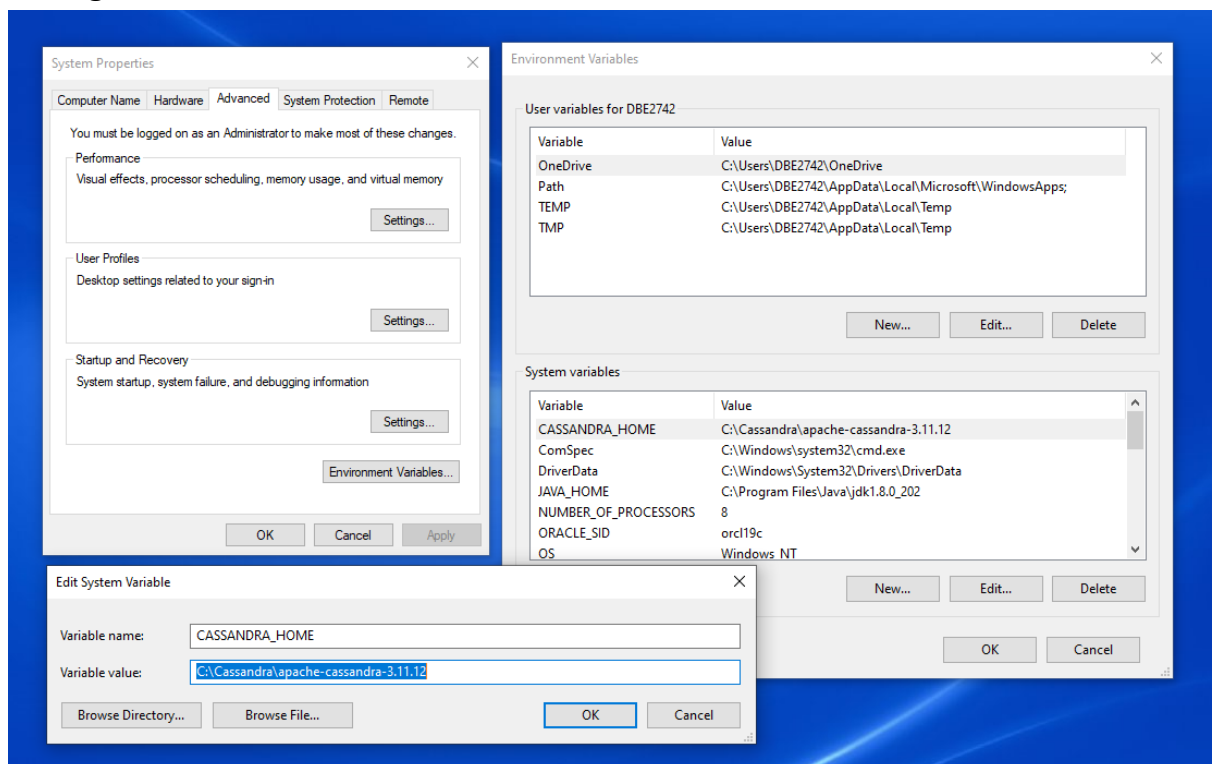 System Properties
Computer Name Hardware Advanced System Protection Remote
You must be logged on as an Administrator to make most of these changes.
Performance
Visual effects, processor scheduling, memory usage, and virtual memory
Settings...
User Profiles
Desktop settings related to your sign-in
Settings...
Startup and Recovery
System startup, system failure, and debugging information
Settings...
Environment Variables...
OK Cancel Apply
Environment Variables
User variables for DBE2742
Variable Value
OneDrive C:\Users\DBE2742\OneDrive
Path C:\Users\DBE2742\AppData\Local\Microsoft\WindowsApps;
TEMP C:\Users\DBE2742\AppData\Local\Temp
TMP C:\Users\DBE2742\AppData\Local\Temp
New... Edit... Delete
System variables
Variable Value
CASSANDRA_HOME C:\Cassandra\apache-cassandra-3.11.12
ComSpec C:\Windows\system32\cmd.exe
DriverData C:\Windows\System32\Drivers\DriverData
JAVA_HOME C:\Program Files\Java\jdk1.8.0_202
NUMBER_OF_PROCESSORS 8
ORACLE_SID orcl19c
OS Windows NT
New... Edit... Delete
OK Cancel
Edit System Variable
Variable name: CASSANDRA_HOME
Variable value: C:\Cassandra\apache-cassandra-3.11.12
Browse Directory... Browse File... OK Cancel